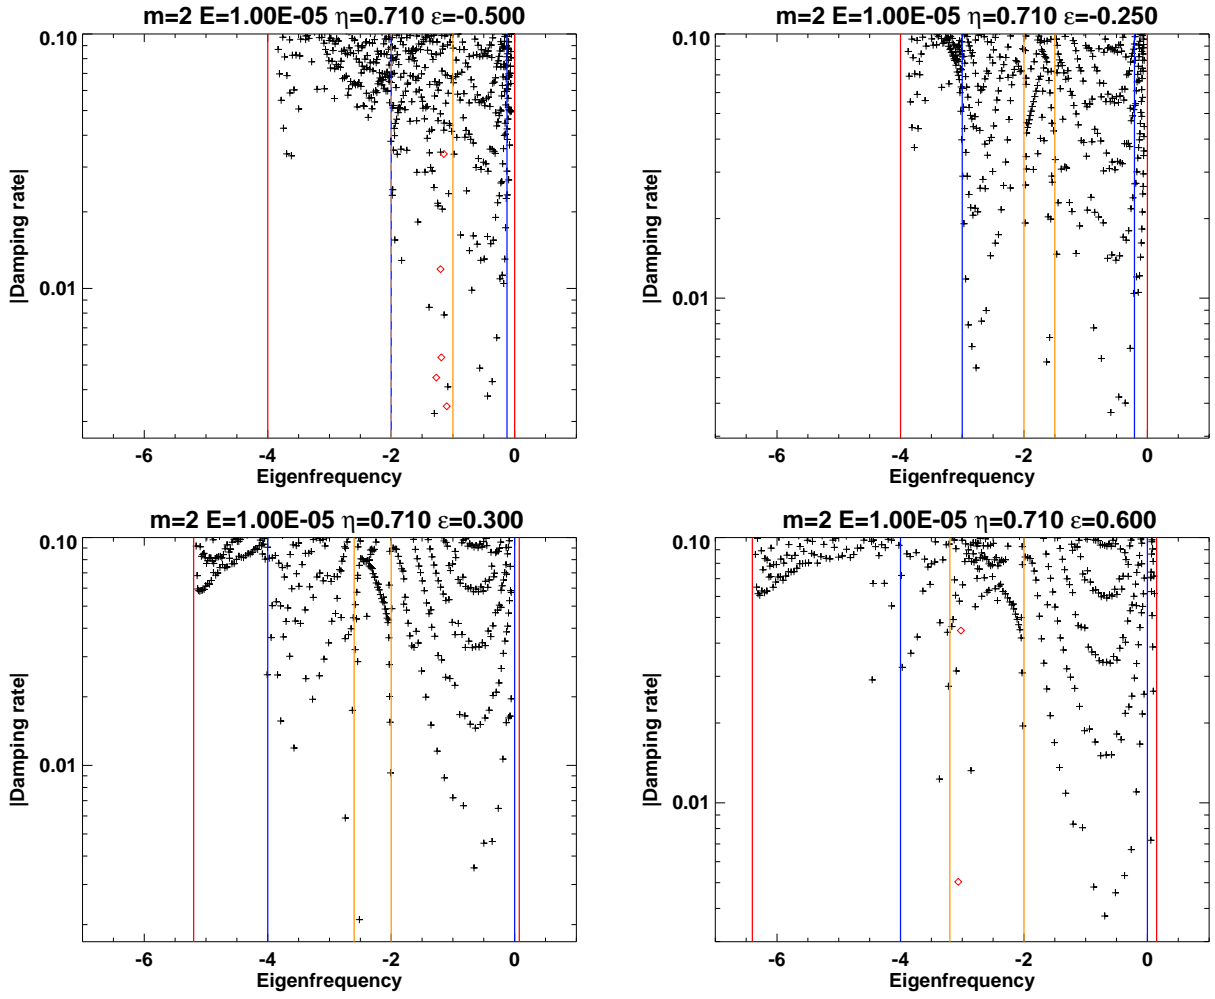 m=2 E=1.00E-05 η=0.710 ε=-0.500
0.10
0.01
|Damping rate|
-6 -4 -2 0
Eigenfrequency
m=2 E=1.00E-05 η=0.710 ε=-0.250
0.10
0.01
|Damping rate|
-6 -4 -2 0
Eigenfrequency
m=2 E=1.00E-05 η=0.710 ε=0.300
0.10
0.01
|Damping rate|
-6 -4 -2 0
Eigenfrequency
m=2 E=1.00E-05 η=0.710 ε=0.600
0.10
0.01
|Damping rate|
-6 -4 -2 0
Eigenfrequency